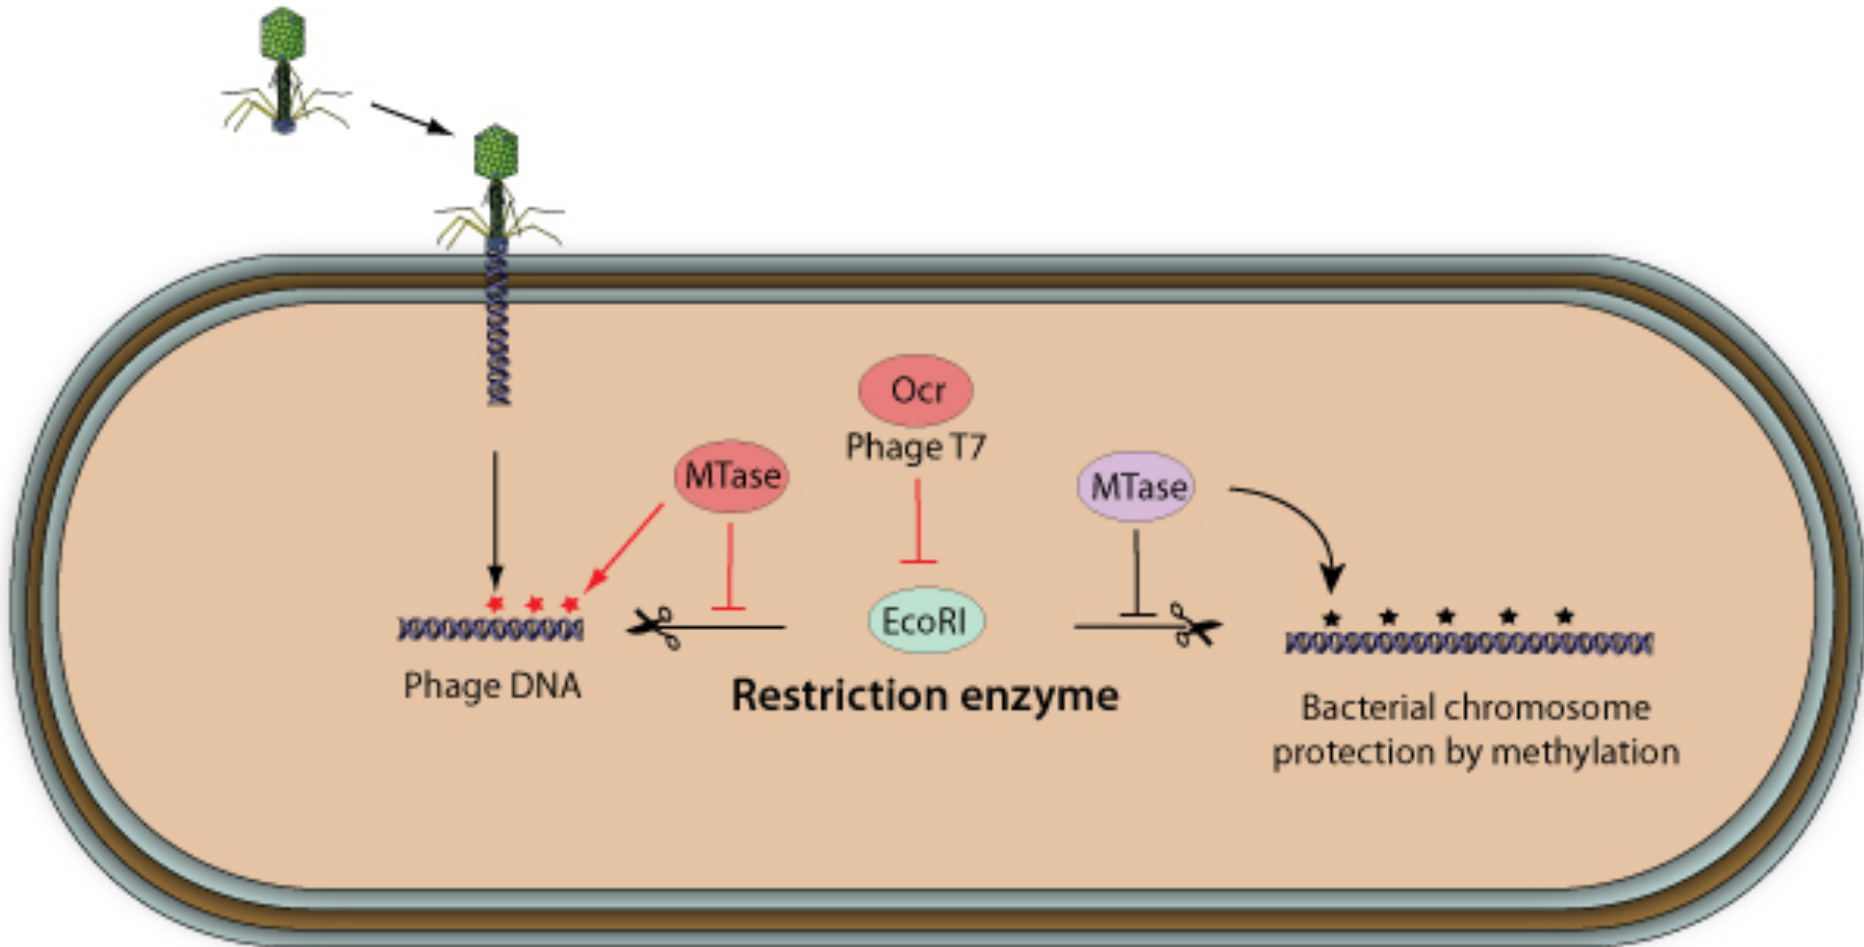 Ocr
Phage T7
MTase
MTase
EcoRI
Phage DNA
Restriction enzyme
Bacterial chromosome
protection by methylation